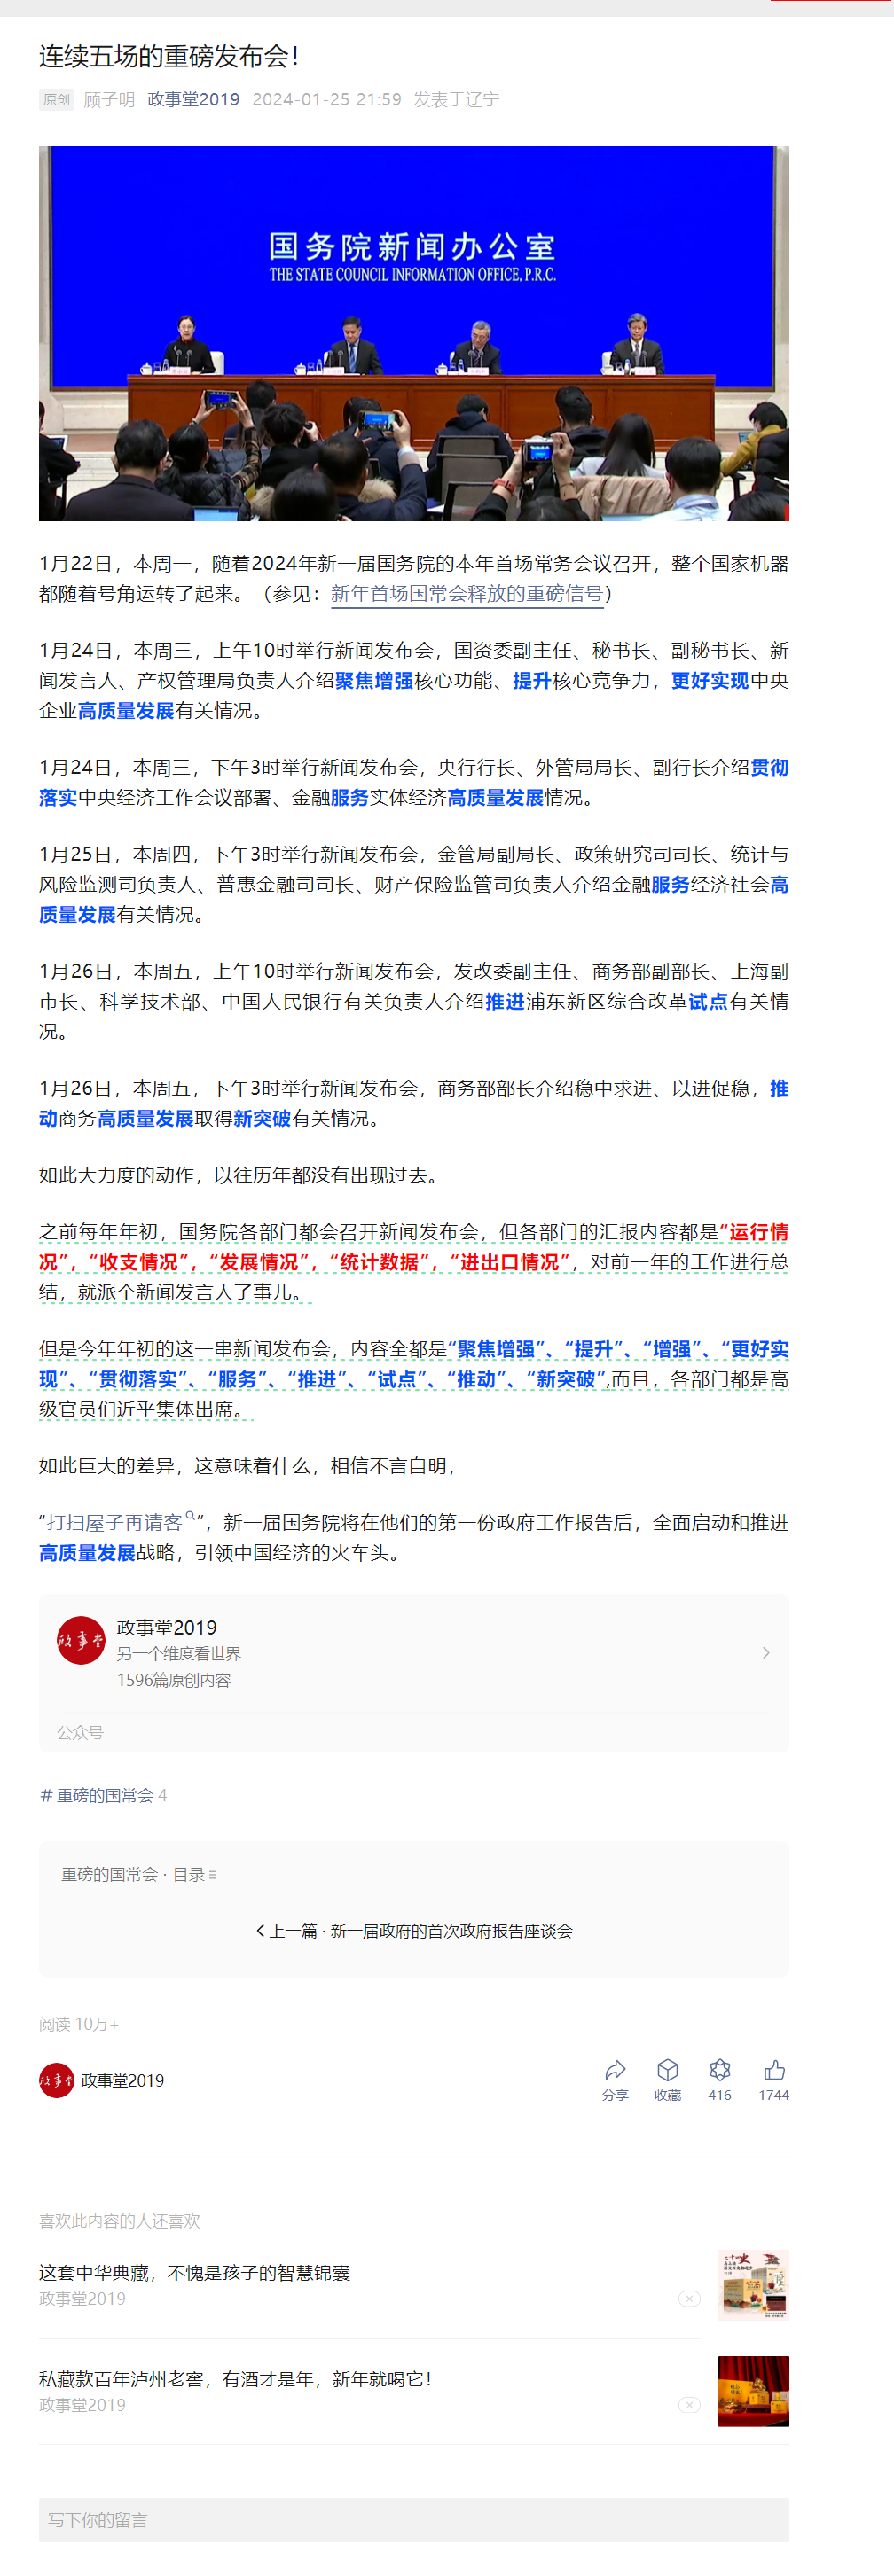 连续五场的重磅发布会！
原创 顾子明 政事堂2019 2024-01-25 21:59 发表于辽宁
国务院新闻办公室
THE STATE COUNCIL INFORMATION OFFICE, P.R.C.
1月22日，本周一，随着2024年新一届国务院的本年首场常务会议召开，整个国家机器
都随着号角运转了起来。（参见：新年首场国常会释放的重磅信号）
1月24日，本周三，上午10时举行新闻发布会，国资委副主任、秘书长、副秘书长、新
闻发言人、产权管理局负责人介绍聚焦增强核心功能、提升核心竞争力，更好实现中央
企业高质量发展有关情况。
1月24日，本周三，下午3时举行新闻发布会，央行行长、外管局局长、副行长介绍贯彻
落实中央经济工作会议部署、金融服务实体经济高质量发展情况。
1月25日，本周四，下午3时举行新闻发布会，金管局副局长、政策研究司司长、统计与
风险监测司负责人、普惠金融司司长、财产保险监管司负责人介绍金融服务经济社会高
质量发展有关情况。
1月26日，本周五，上午10时举行新闻发布会，发改委副主任、商务部副部长、上海副
市长、科学技术部、中国人民银行有关负责人介绍推进浦东新区综合改革试点有关情
况。
1月26日，本周五，下午3时举行新闻发布会，商务部部长介绍稳中求进、以进促稳，推
动商务高质量发展取得新突破有关情况。
如此大力度的动作，以往历年都没有出现过去。
之前每年年初，国务院各部门都会召开新闻发布会，但各部门的汇报内容都是“运行情
况”，“收支情况”，“发展情况”，“统计数据”，“进出口情况”，对前一年的工作进行总
结，就派个新闻发言人了事儿。
但是今年年初的这一串新闻发布会，内容全都是“聚焦增强”、“提升”、“增强”、“更好实
现”、“贯彻落实”、“服务”、“推进”、“试点”、“推动”、“新突破”,而且，各部门都是高
级官员们近乎集体出席。
如此巨大的差异，这意味着什么，相信不言自明，
“打扫屋子再请客”，新一届国务院将在他们的第一份政府工作报告后，全面启动和推进
高质量发展战略，引领中国经济的火车头。
政事堂
政事堂2019
另一个维度看世界
1596篇原创内容
公众号
#重磅的国常会 4
重磅的国常会 · 目录
上一篇 · 新一届政府的首次政府报告座谈会
阅读 10万+
政事堂 政事堂2019
分享 收藏 416 1744
喜欢此内容的人还喜欢
这套中华典藏，不愧是孩子的智慧锦囊
政事堂2019
私藏款百年泸州老窖，有酒才是年，新年就喝它！
政事堂2019
写下你的留言